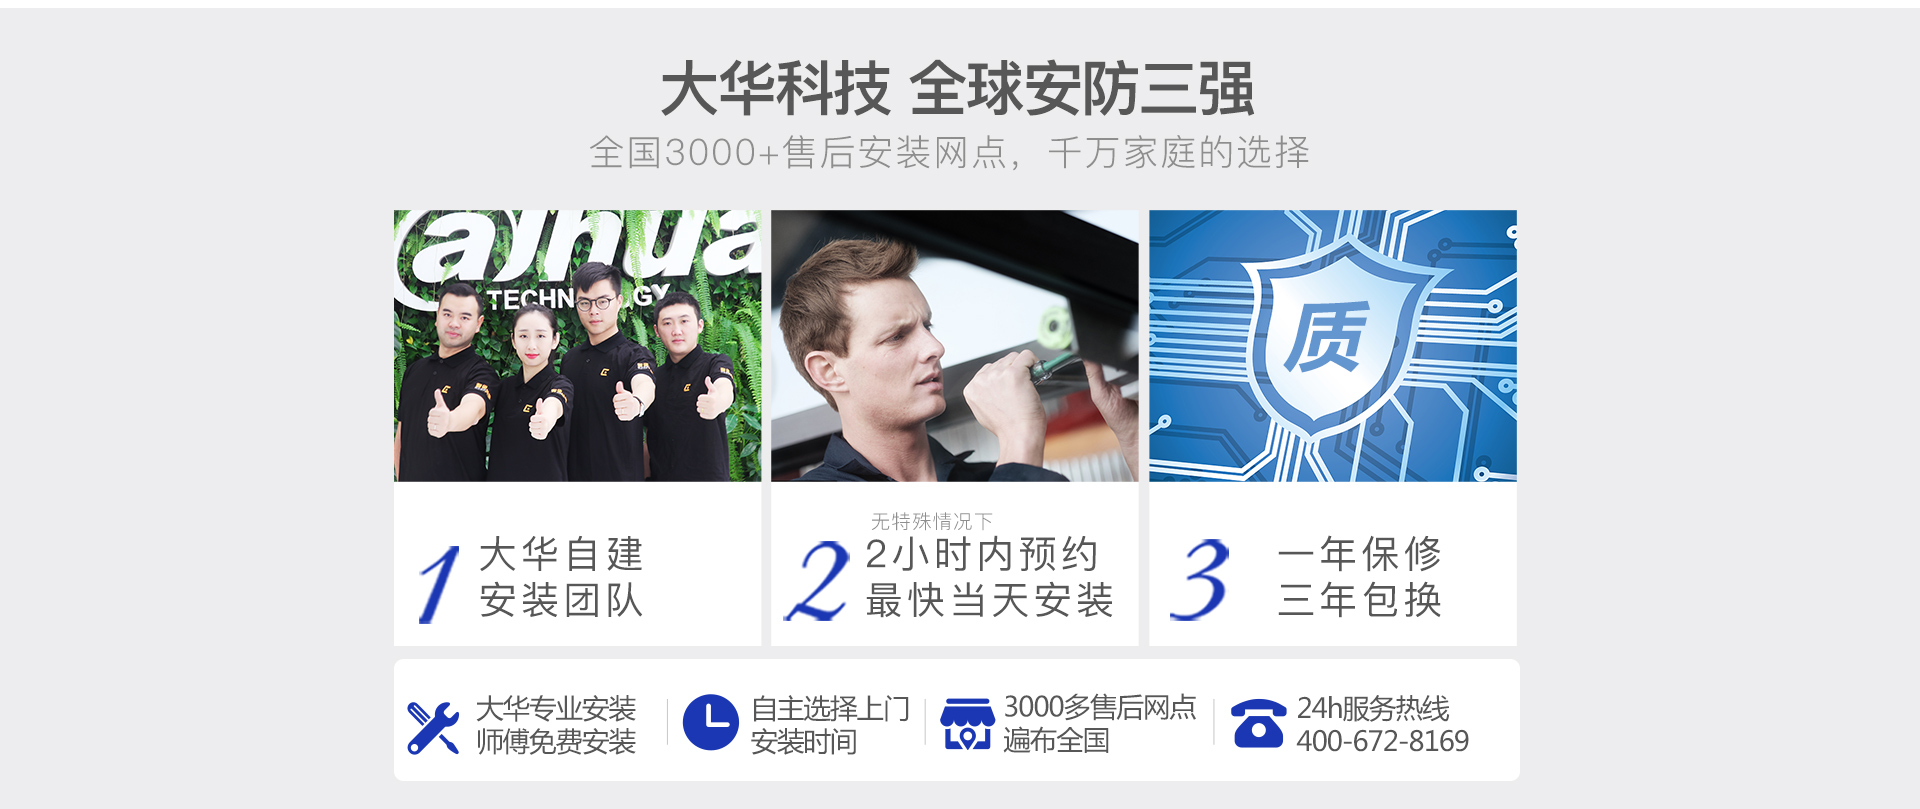 大华科技 全球安防三强
全国3000+售后安装网点，千万家庭的选择
alhua
TECHNOLOGY
质
1
大华自建
安装团队
无特殊情况下
2
2小时内预约
最快当天安装
3
一年保修
三年包换
大华专业安装
师傅免费安装
自主选择上门
安装时间
3000多售后网点
遍布全国
24h服务热线
400-672-8169